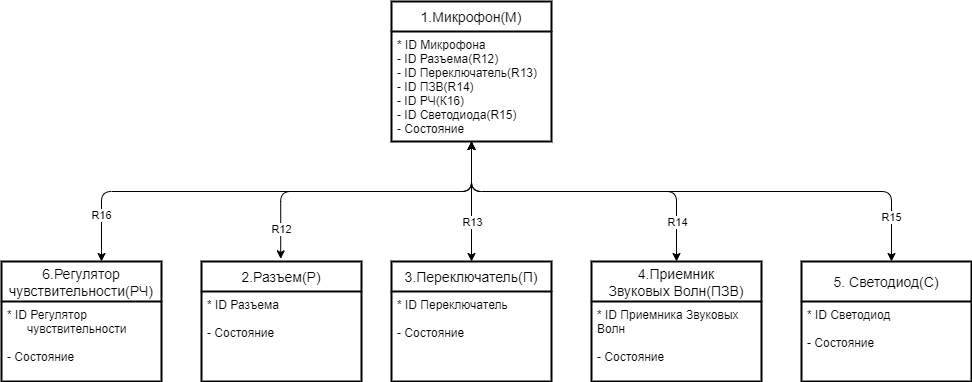 1.Микрофон(М)
* ID Микрофона
- ID Разъема(R12)
- ID Переключатель(R13)
- ID ПЗВ(R14)
- ID РЧ(К16)
- ID Светодиода(R15)
- Состояние
R16
R12
R13
R14
R15
6.Регулятор
чувствительности(РЧ)
* ID Регулятор
чувствительности
- Состояние
2.Разъем(Р)
* ID Разъема
- Состояние
3.Переключатель(П)
* ID Переключатель
- Состояние
4.Приемник
Звуковых Волн(ПЗВ)
* ID Приемника Звуковых
Волн
- Состояние
5. Светодиод(С)
* ID Светодиод
- Состояние